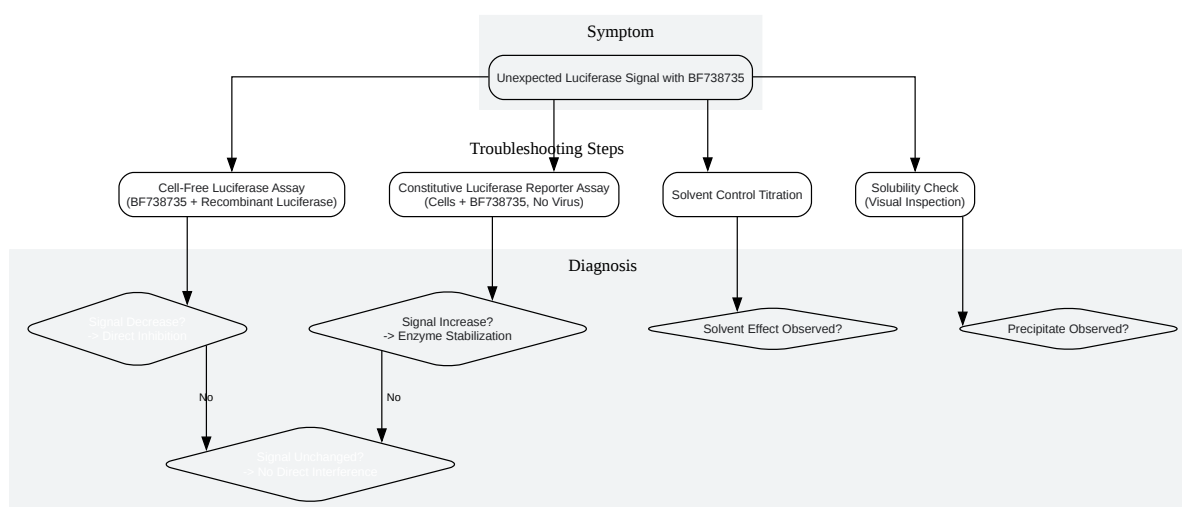 Symptom
Unexpected Luciferase Signal with BF738735
Troubleshooting Steps
Cell-Free Luciferase Assay
(BF738735 + Recombinant Luciferase)
Constitutive Luciferase Reporter Assay
(Cells + BF738735, No Virus)
Solvent Control Titration
Solubility Check
(Visual Inspection)
Diagnosis
Signal Decrease?
-> Direct Inhibition
Signal Increase?
-> Enzyme Stabilization
Solvent Effect Observed?
Precipitate Observed?
No
No
Signal Unchanged?
-> No Direct Interference